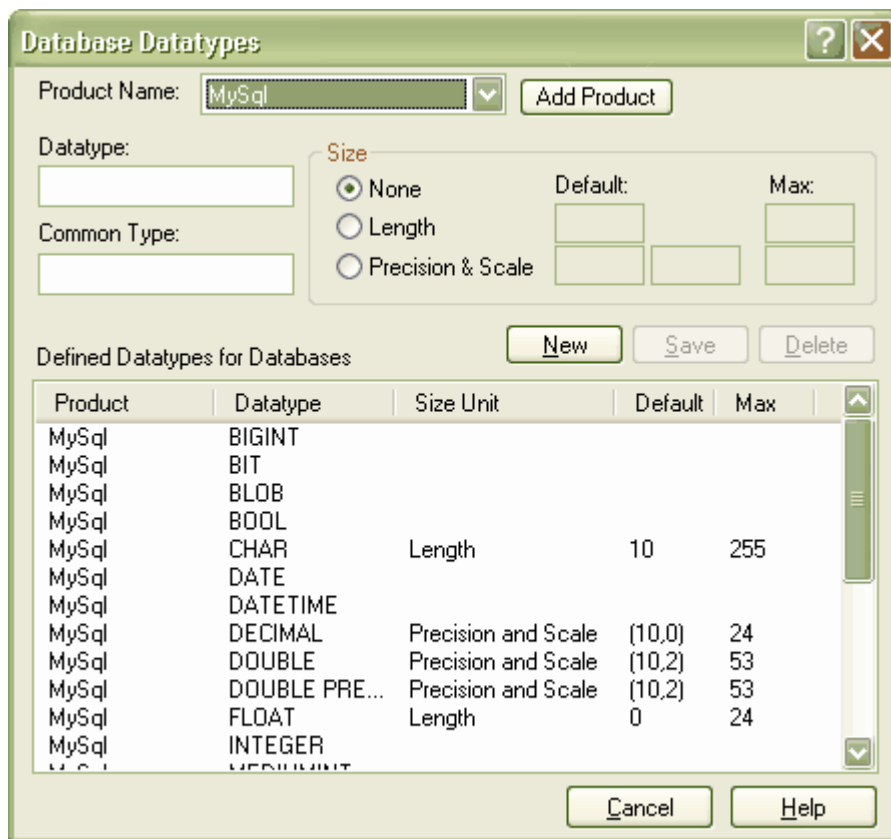 Database Datatypes
Product Name: MySql Add Product
Datatype:
Size
None Default: Max:
Length
Common Type:
Precision & Scale
New Save Delete
Defined Datatypes for Databases
Product Datatype Size Unit Default Max
MySql BIGINT
MySql BIT
MySql BLOB
MySql BOOL
MySql CHAR Length 10 255
MySql DATE
MySql DATETIME
MySql DECIMAL Precision and Scale (10,0) 24
MySql DOUBLE Precision and Scale (10,2) 53
MySql DOUBLE PRE... Precision and Scale (10,2) 53
MySql FLOAT Length 0 24
MySql INTEGER
Cancel Help